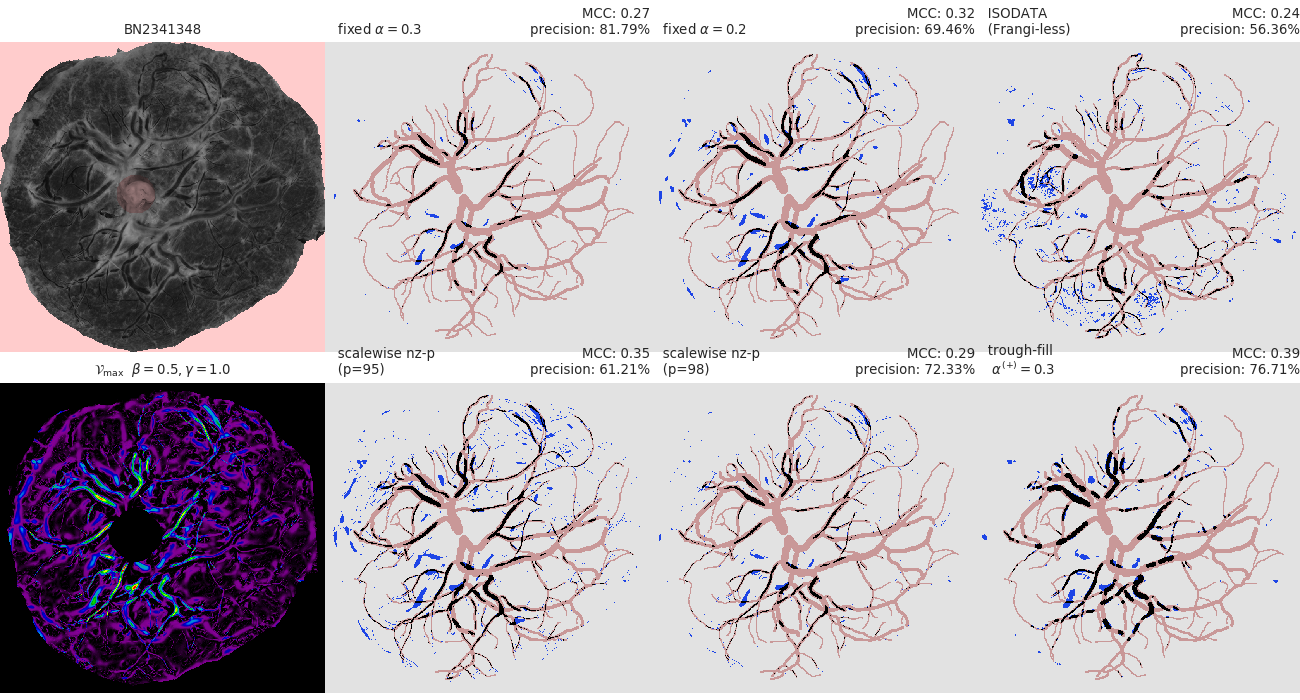 BN2341348
fixed α = 0.3
MCC: 0.27
precision: 81.79%
fixed α = 0.2
MCC: 0.32
precision: 69.46%
ISODATA
(Frangi-less)
MCC: 0.24
precision: 56.36%
𝒱max β = 0.5, γ = 1.0
scalewise nz-p
(p=95)
MCC: 0.35
precision: 61.21%
scalewise nz-p
(p=98)
MCC: 0.29
precision: 72.33%
trough-fill
α(+) = 0.3
MCC: 0.39
precision: 76.71%